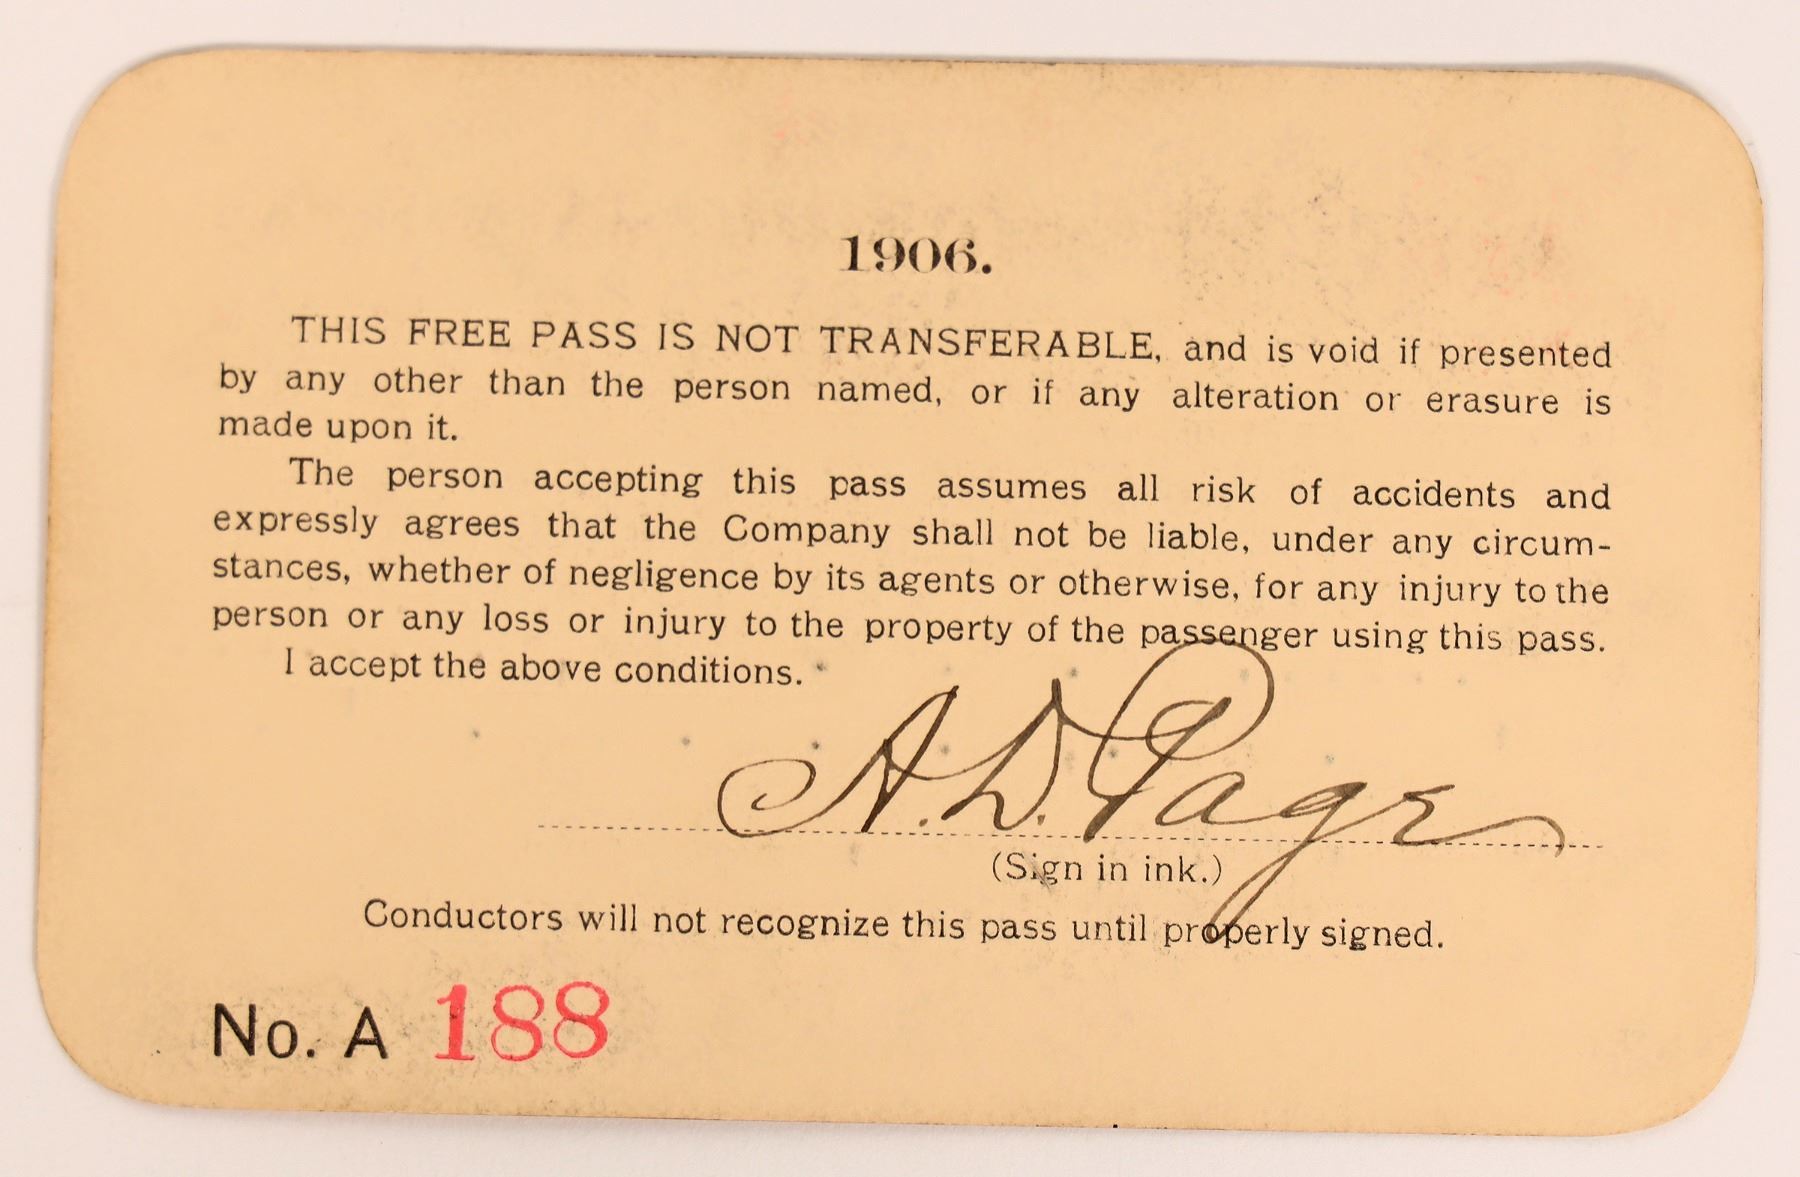 1906.
THIS FREE PASS IS NOT TRANSFERABLE, and is void if presented
by any other than the person named, or if any alteration or erasure is
made upon it.
The person accepting this pass assumes all risk of accidents and
expressly agrees that the Company shall not be liable, under any circum-
stances, whether of negligence by its agents or otherwise, for any injury to the
person or any loss or injury to the property of the passenger using this pass.
I accept the above conditions.
A. D. Page
(Sign in ink.)
Conductors will not recognize this pass until properly signed.
No. A 188